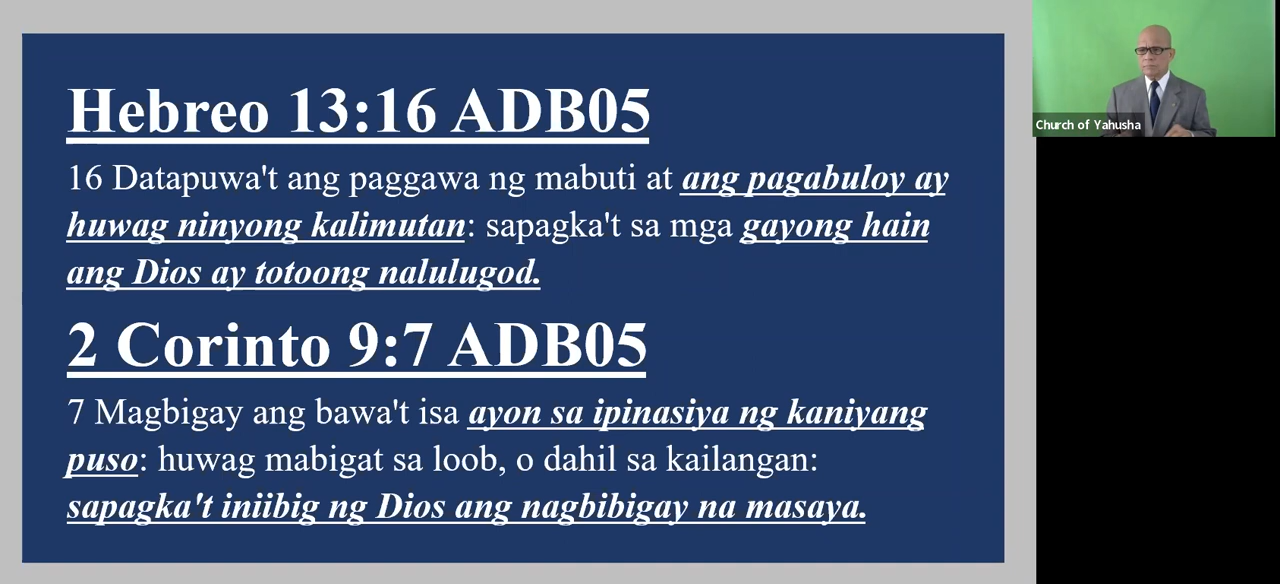 Hebreo 13:16 ADB05
16 Datapuwa't ang paggawa ng mabuti at ang pagabuloy ay
huwag ninyong kalimutan: sapagka't sa mga gayong hain
ang Dios ay totoong nalulugod.
2 Corinto 9:7 ADB05
7 Magbigay ang bawa't isa ayon sa ipinasiya ng kaniyang
puso: huwag mabigat sa loob, o dahil sa kailangan:
sapagka't iniibig ng Dios ang nagbibigay na masaya.
Church of Yahusha